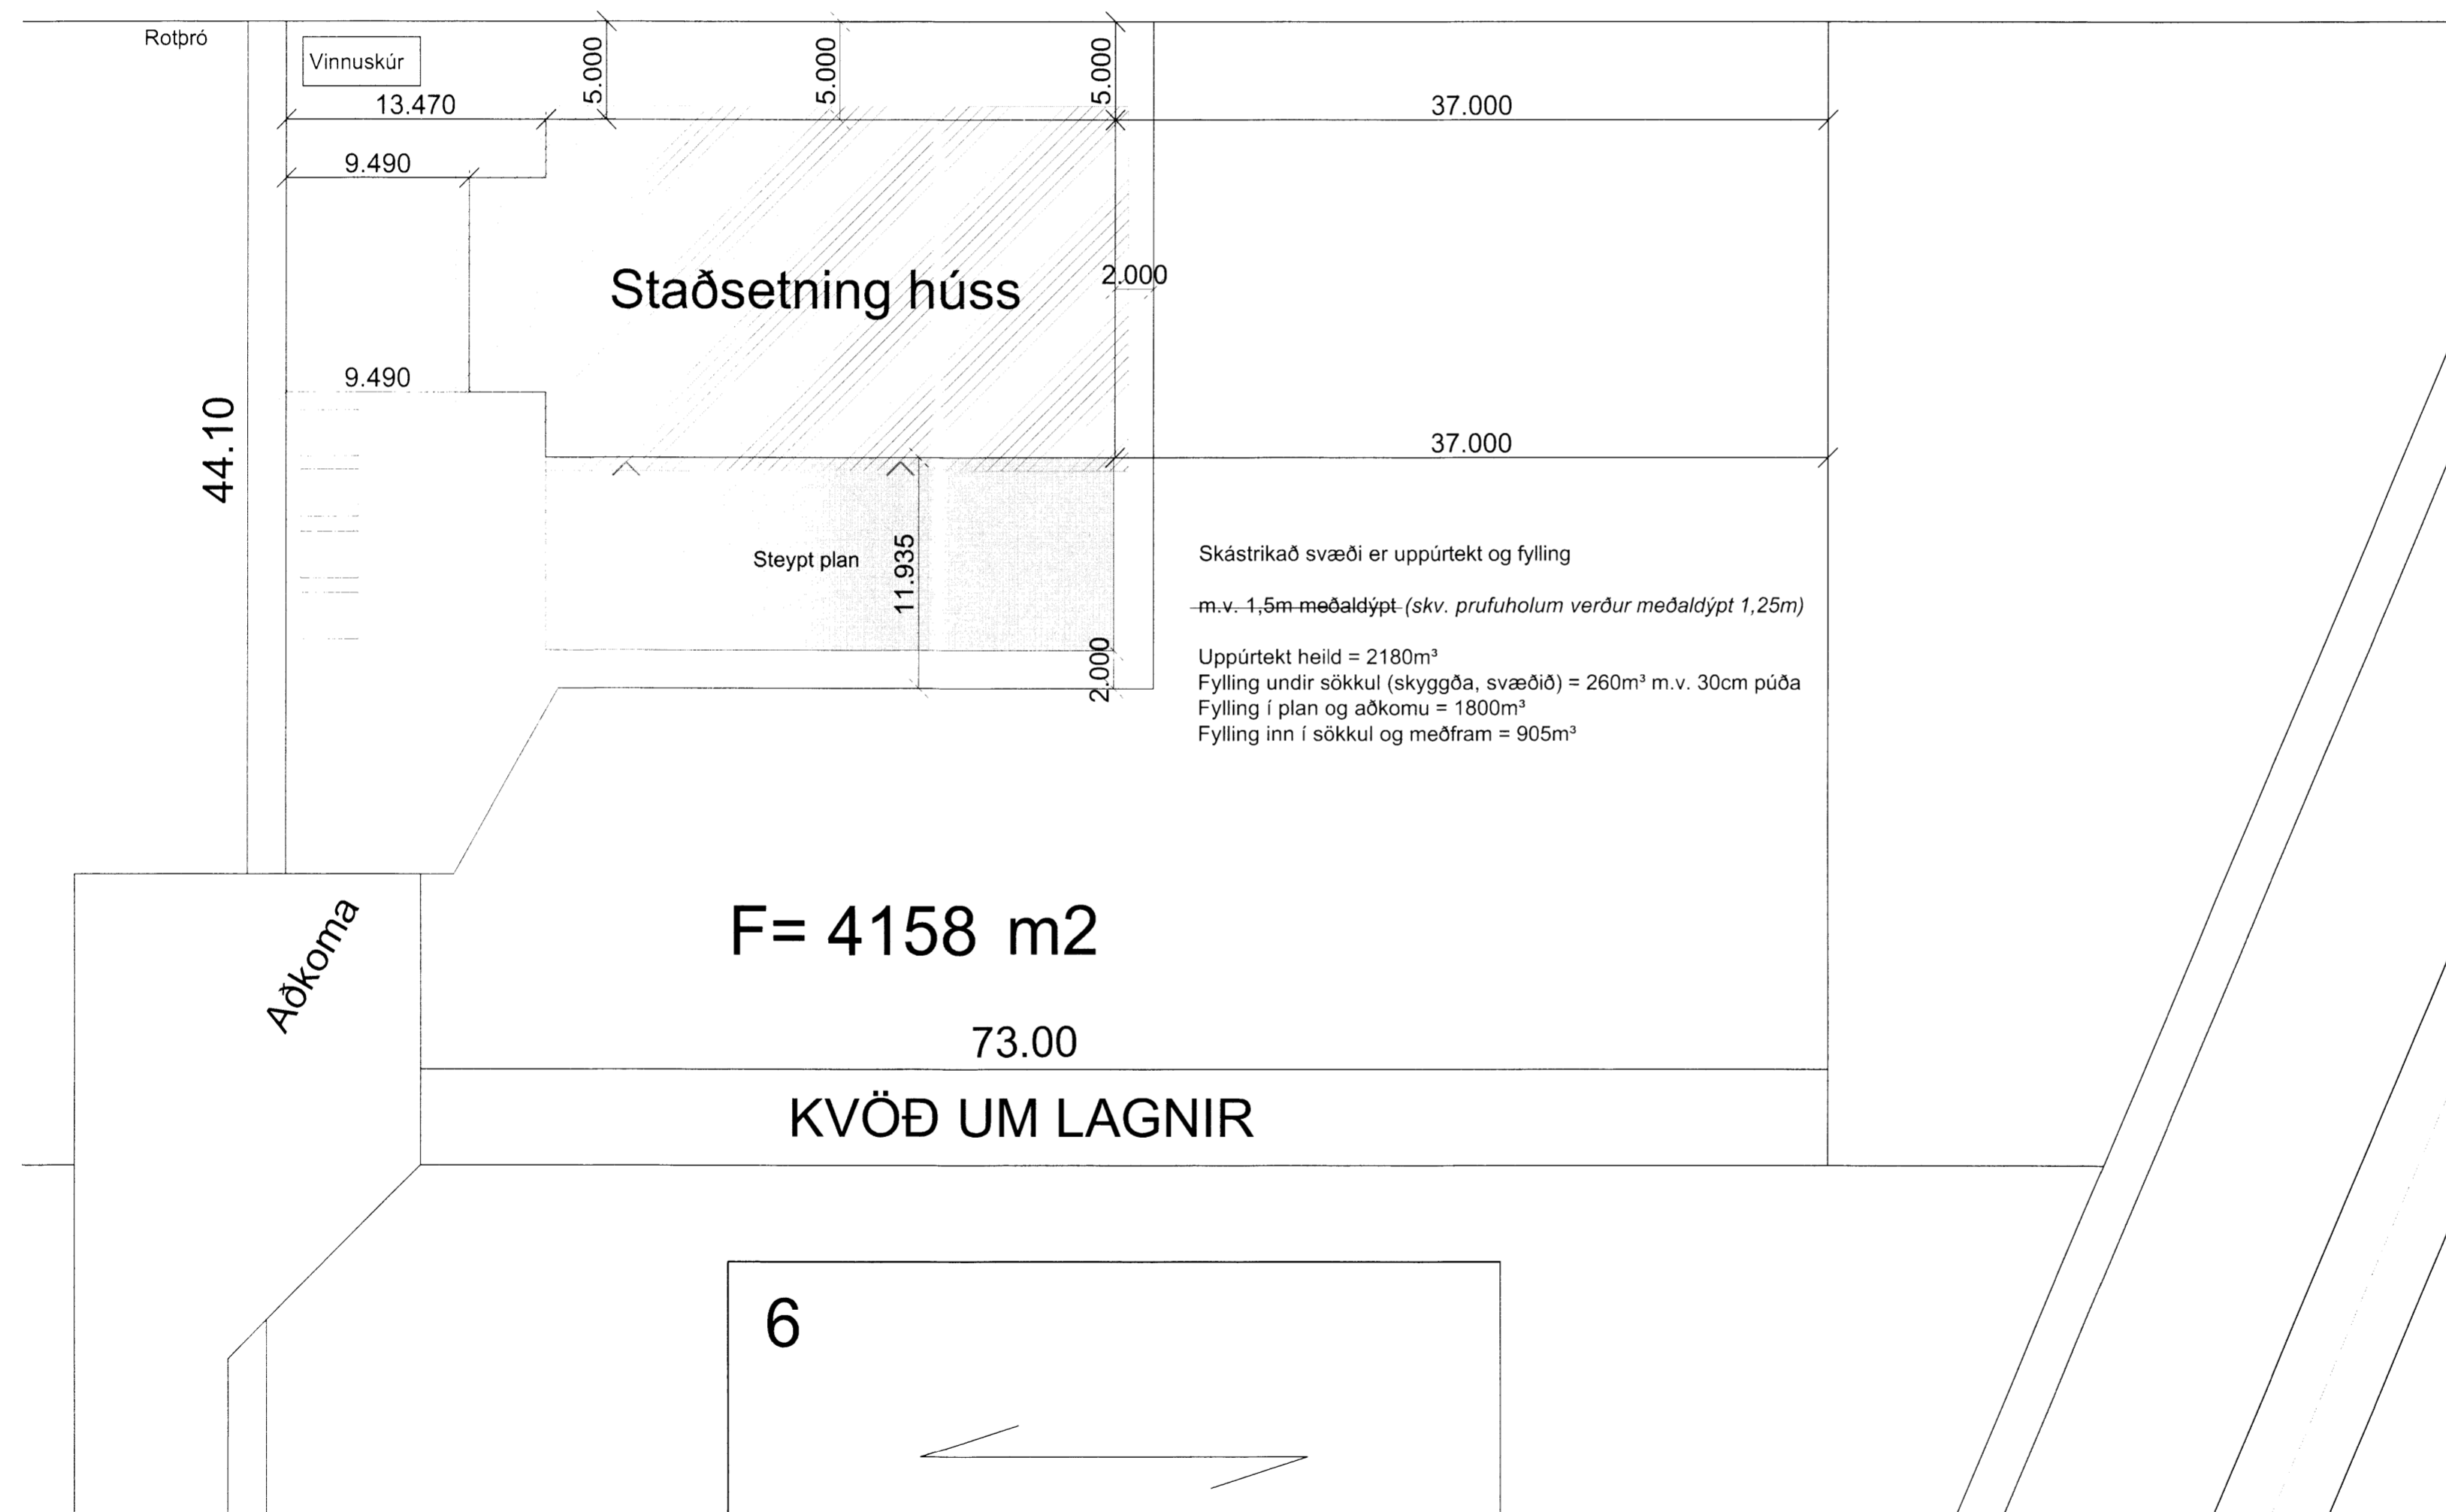 Rotþró
Vinnuskúr
5.000
5.000
5.000
13.470
37.000
9.490
Staðsetning húss
2.000
9.490
44.10
37.000
Steypt plan
11.935
2.000
Skástrikað svæði er uppúrtekt og fylling
m.v. 1,5m meðaldýpt (skv. prufuholum verður meðaldýpt 1,25m)
Uppúrtekt heild = 2180m³
Fylling undir sökkul (skyggða, svæðið) = 260m³ m.v. 30cm púða
Fylling í plan og aðkomu = 1800m³
Fylling inn í sökkul og meðfram = 905m³
Aðkoma
F= 4158 m2
73.00
KVÖÐ UM LAGNIR
6